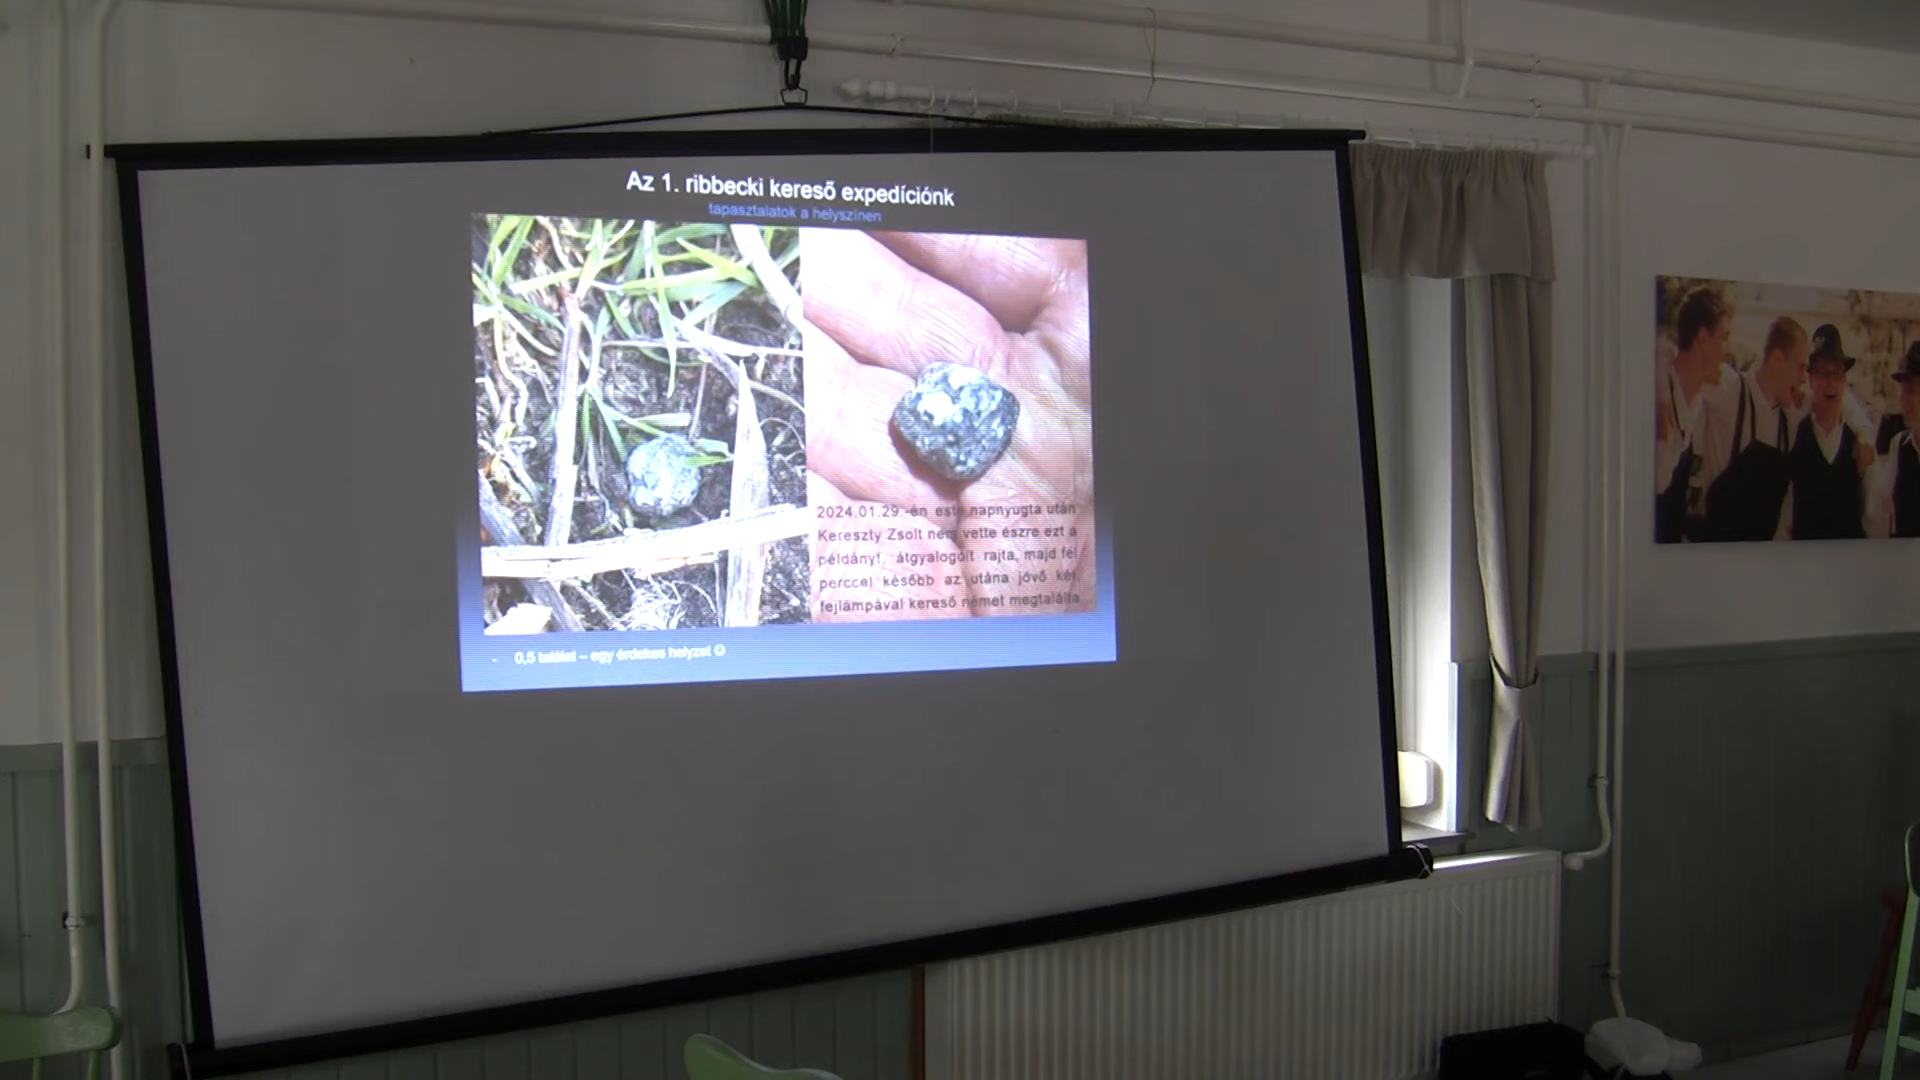 Az 1. ribbecki kereső expedíciónk
tapasztalatok a helyszínen
2024.01.29.-én este napnyugta után
Kereszty Zsolt nem vette észre ezt a
példányt, átgyalogolt rajta, majd fél
perccel később az utána jövő két,
fejlámpával kereső német megtalálta.
- 0,5 találat – egy érdekes helyzet ☺